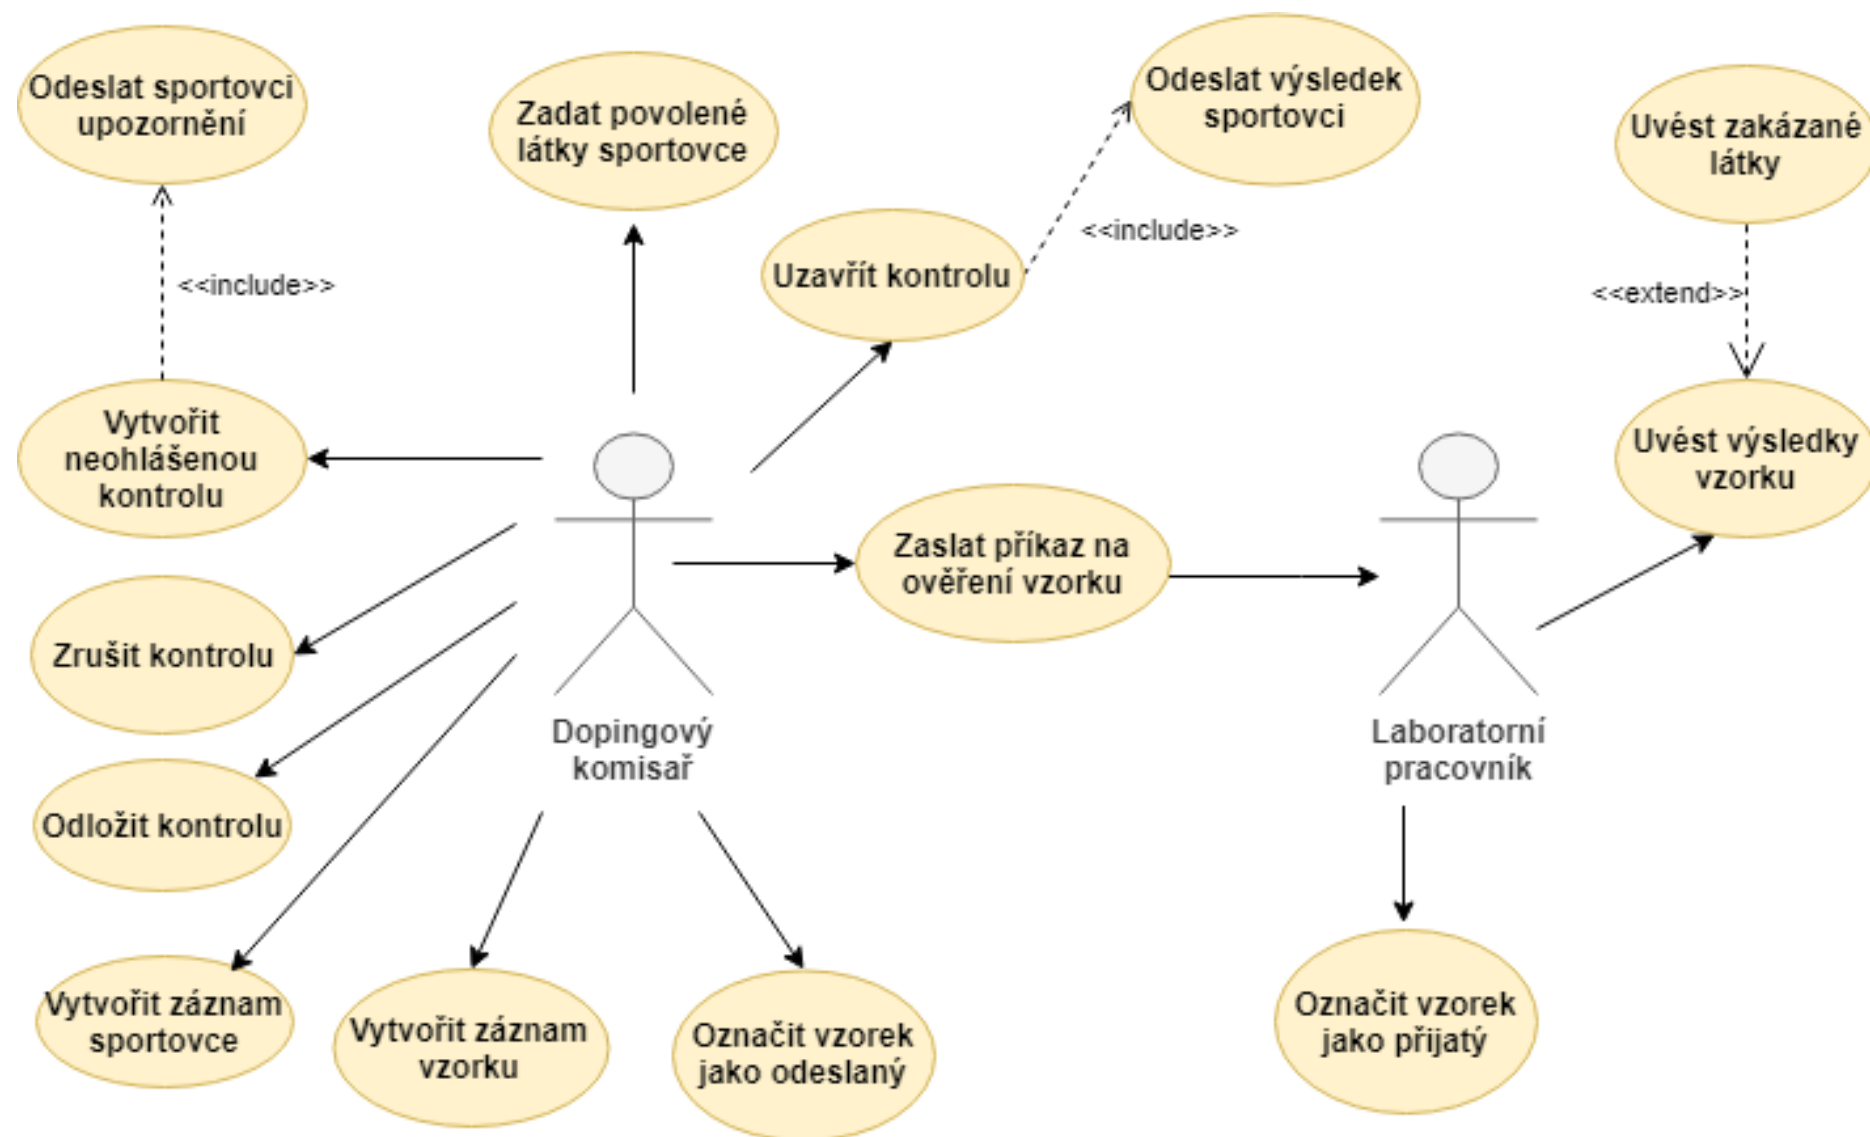 Odeslat sportovci
upozornění
Zadat povolené
látky sportovce
Odeslat výsledek
sportovci
Uvést zakázané
látky
<<include>>
Uzavřít kontrolu
<<include>>
<<extend>>
Vytvořit
neohlášenou
kontrolu
Uvést výsledky
vzorku
Zaslat příkaz na
ověření vzorku
Zrušit kontrolu
Dopingový
komisař
Laboratorní
pracovník
Odložit kontrolu
Vytvořit záznam
sportovce
Vytvořit záznam
vzorku
Označit vzorek
jako odeslaný
Označit vzorek
jako přijatý